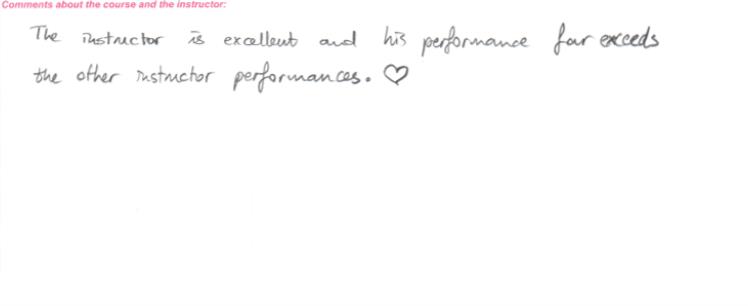 Comments about the course and the instructor:
The instructor is excellent and his performance far exceeds
the other instructor performances. ♡